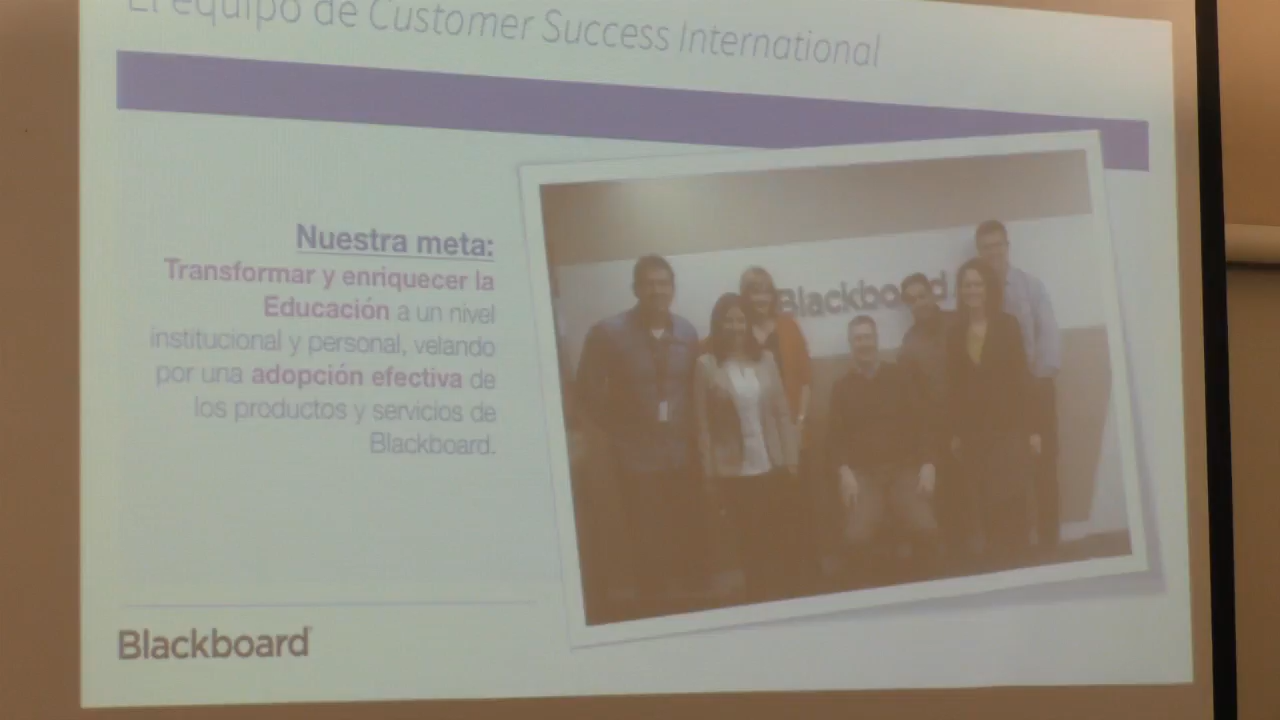 El equipo de Customer Success International
Nuestra meta:
Transformar y enriquecer la
Educación a un nivel
institucional y personal, velando
por una adopción efectiva de
los productos y servicios de
Blackboard.
Blackboard
Blackboard